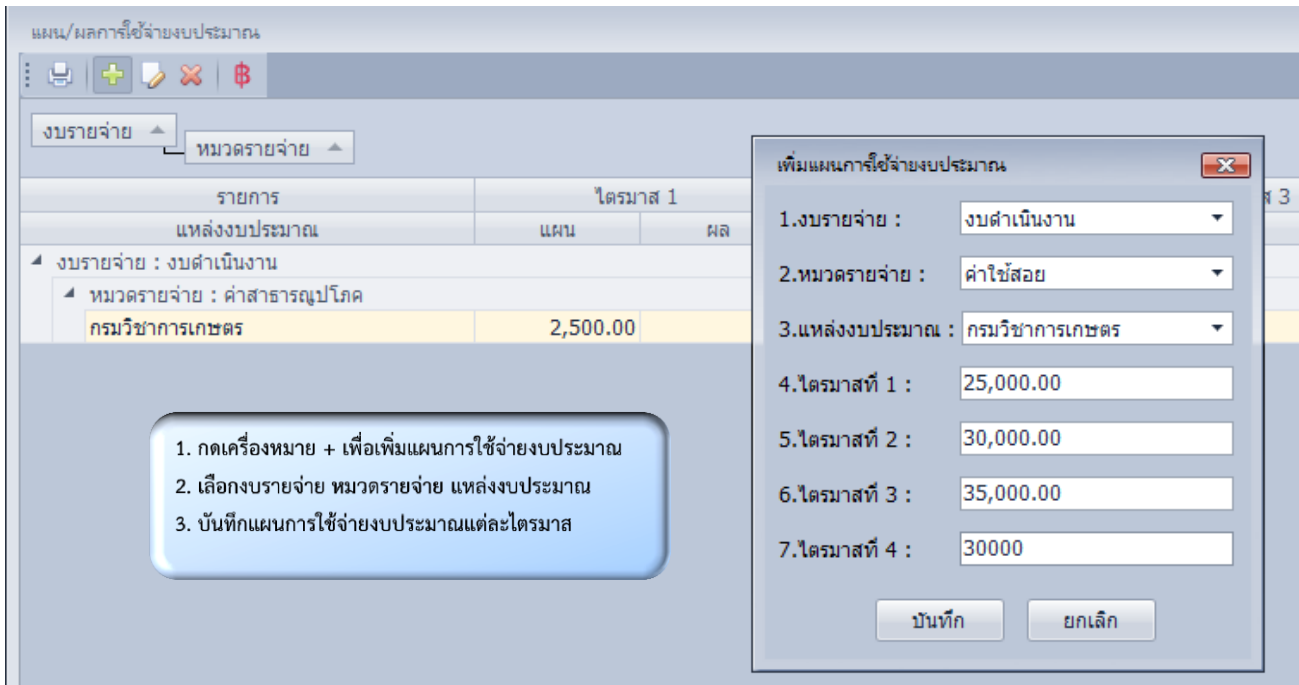 แผน/ผลการใช้จ่ายงบประมาณ
งบรายจ่าย
หมวดรายจ่าย
รายการ ไตรมาส 1 ส 3
แหล่งงบประมาณ แผน ผล
งบรายจ่าย : งบดำเนินงาน
หมวดรายจ่าย : ค่าสาธารณูปโภค
กรมวิชาการเกษตร 2,500.00
1. กดเครื่องหมาย + เพื่อเพิ่มแผนการใช้จ่ายงบประมาณ
2. เลือกงบรายจ่าย หมวดรายจ่าย แหล่งงบประมาณ
3. บันทึกแผนการใช้จ่ายงบประมาณแต่ละไตรมาส
เพิ่มแผนการใช้จ่ายงบประมาณ
1.งบรายจ่าย : งบดำเนินงาน
2.หมวดรายจ่าย : ค่าใช้สอย
3.แหล่งงบประมาณ : กรมวิชาการเกษตร
4.ไตรมาสที่ 1 : 25,000.00
5.ไตรมาสที่ 2 : 30,000.00
6.ไตรมาสที่ 3 : 35,000.00
7.ไตรมาสที่ 4 : 30000
บันทึก ยกเลิก